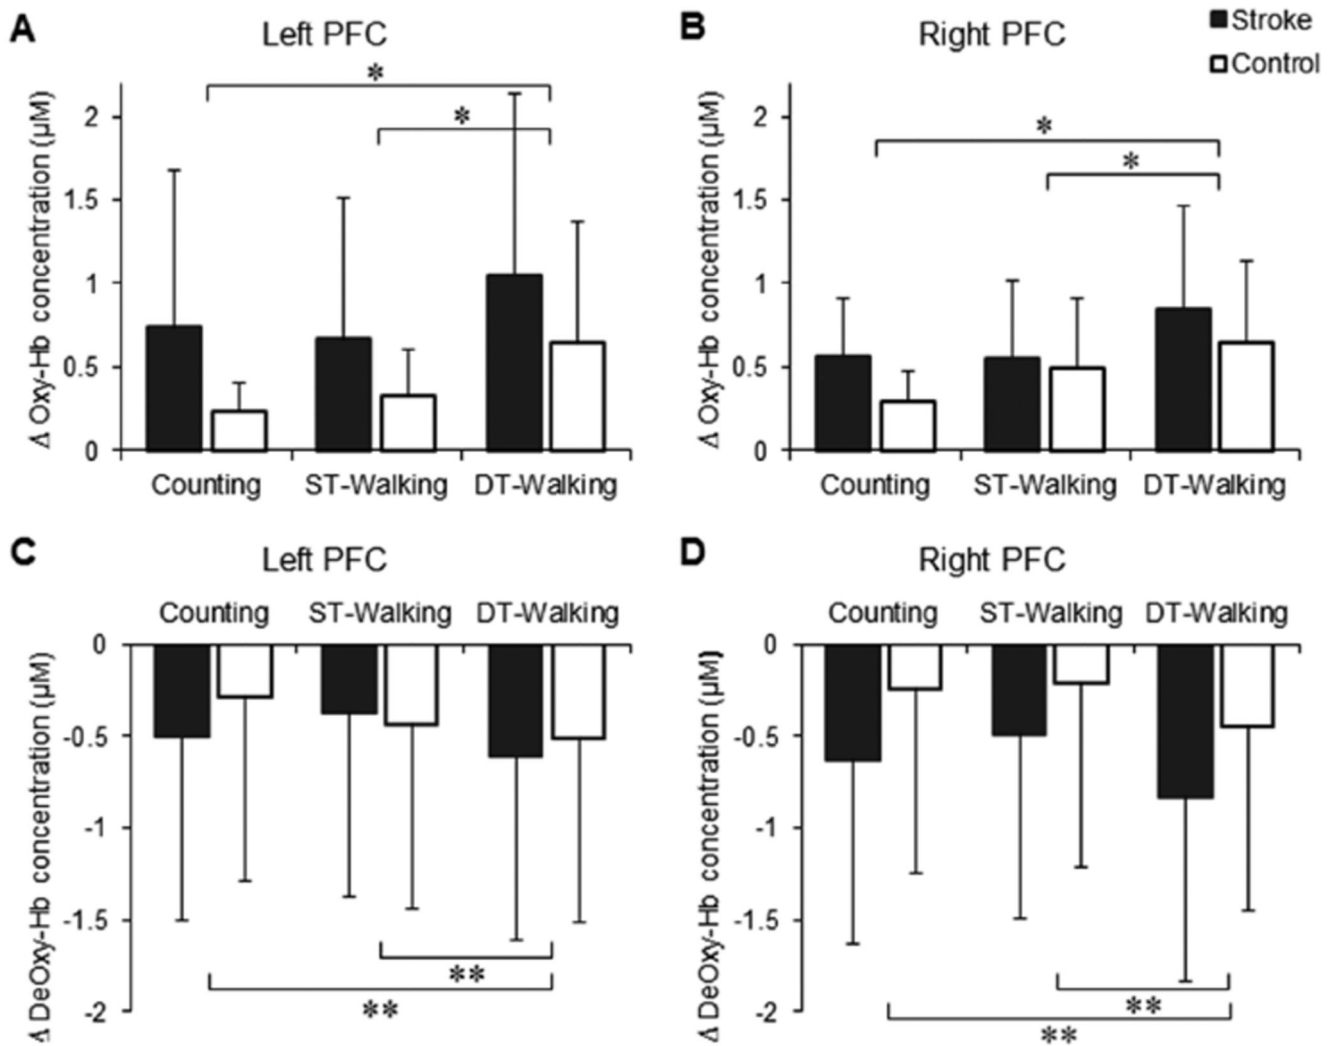 A
Left PFC
B
Right PFC
Stroke
Control
Δ Oxy-Hb concentration (μM)
2
1.5
1
0.5
0
*
*
Counting
ST-Walking
DT-Walking
Δ Oxy-Hb concentration (μM)
2
1.5
1
0.5
0
*
*
Counting
ST-Walking
DT-Walking
C
Left PFC
Counting
ST-Walking
DT-Walking
Δ DeOxy-Hb concentration (μM)
0
-0.5
-1
-1.5
-2
**
**
D
Right PFC
Counting
ST-Walking
DT-Walking
Δ DeOxy-Hb concentration (μM)
0
-0.5
-1
-1.5
-2
**
**